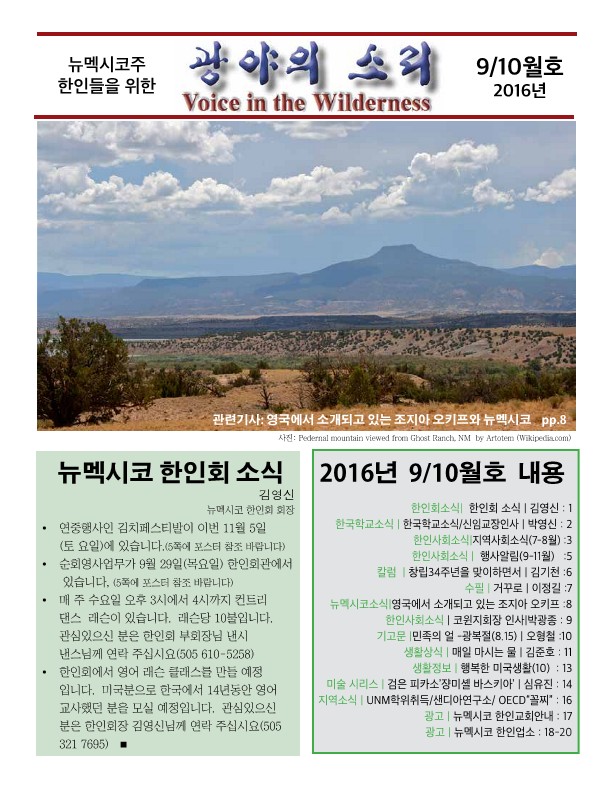 뉴멕시코주
한인들을 위한
광야의 소리
Voice in the Wilderness
9/10월호
2016년
관련기사: 영국에서 소개되고 있는 조지아 오키프와 뉴멕시코 pp.8
사진: Pedernal mountain viewed from Ghost Ranch, NM by Artotem (Wikipedia.com)
뉴멕시코 한인회 소식
김영신
뉴멕시코 한인회 회장
• 연중행사인 김치페스티발이 이번 11월 5일
(토 요일)에 있습니다.(5쪽에 포스터 참조 바랍니다)
• 순회영사업무가 9월 29일(목요일) 한인회관에서
있습니다, (5쪽에 포스터 참조 바랍니다)
• 매 주 수요일 오후 3시에서 4시까지 컨트리
댄스 래슨이 있습니다. 래슨당 10불입니다.
관심있으신 분은 한인회 부회장님 낸시
낸스님께 연락 주십시요(505 610-5258)
• 한인회에서 영어 래슨 클래스를 만들 예정
입니다. 미국분으로 한국에서 14년동안 영어
교사했던 분을 모실 예정입니다. 관심있으신
분은 한인회장 김영신님께 연락 주십시요(505
321 7695) ■
2016년 9/10월호 내용
한인회소식| 한인회 소식 | 김영신 : 1
한국학교소식 | 한국학교소식/신임교장인사 | 박영신 : 2
한인사회소식|지역사회소식(7-8월) :3
한인사회소식 | 행사알림(9-11월) :5
칼럼 | 창립34주년을 맞이하면서 | 김기천 :6
수필 | 거꾸로 | 이정길 :7
뉴멕시코소식|영국에서 소개되고 있는 조지아 오키프 :8
한인사회소식 | 코윈지회장 인사|박광종 : 9
기고문 |민족의 얼 -광복절(8.15) | 오형철 :10
생활상식 | 매일 마시는 물 | 김준호 : 11
생활정보 | 행복한 미국생활(10) : 13
미술 시리스 | 검은 피카소'쟝미셸 바스키아' | 심유진 : 14
지역소식 | UNM학위취득/샌디아연구소/ OECD"꼴찌" : 16
광고 | 뉴멕시코 한인교회안내 : 17
광고 | 뉴멕시코 한인업소 : 18-20